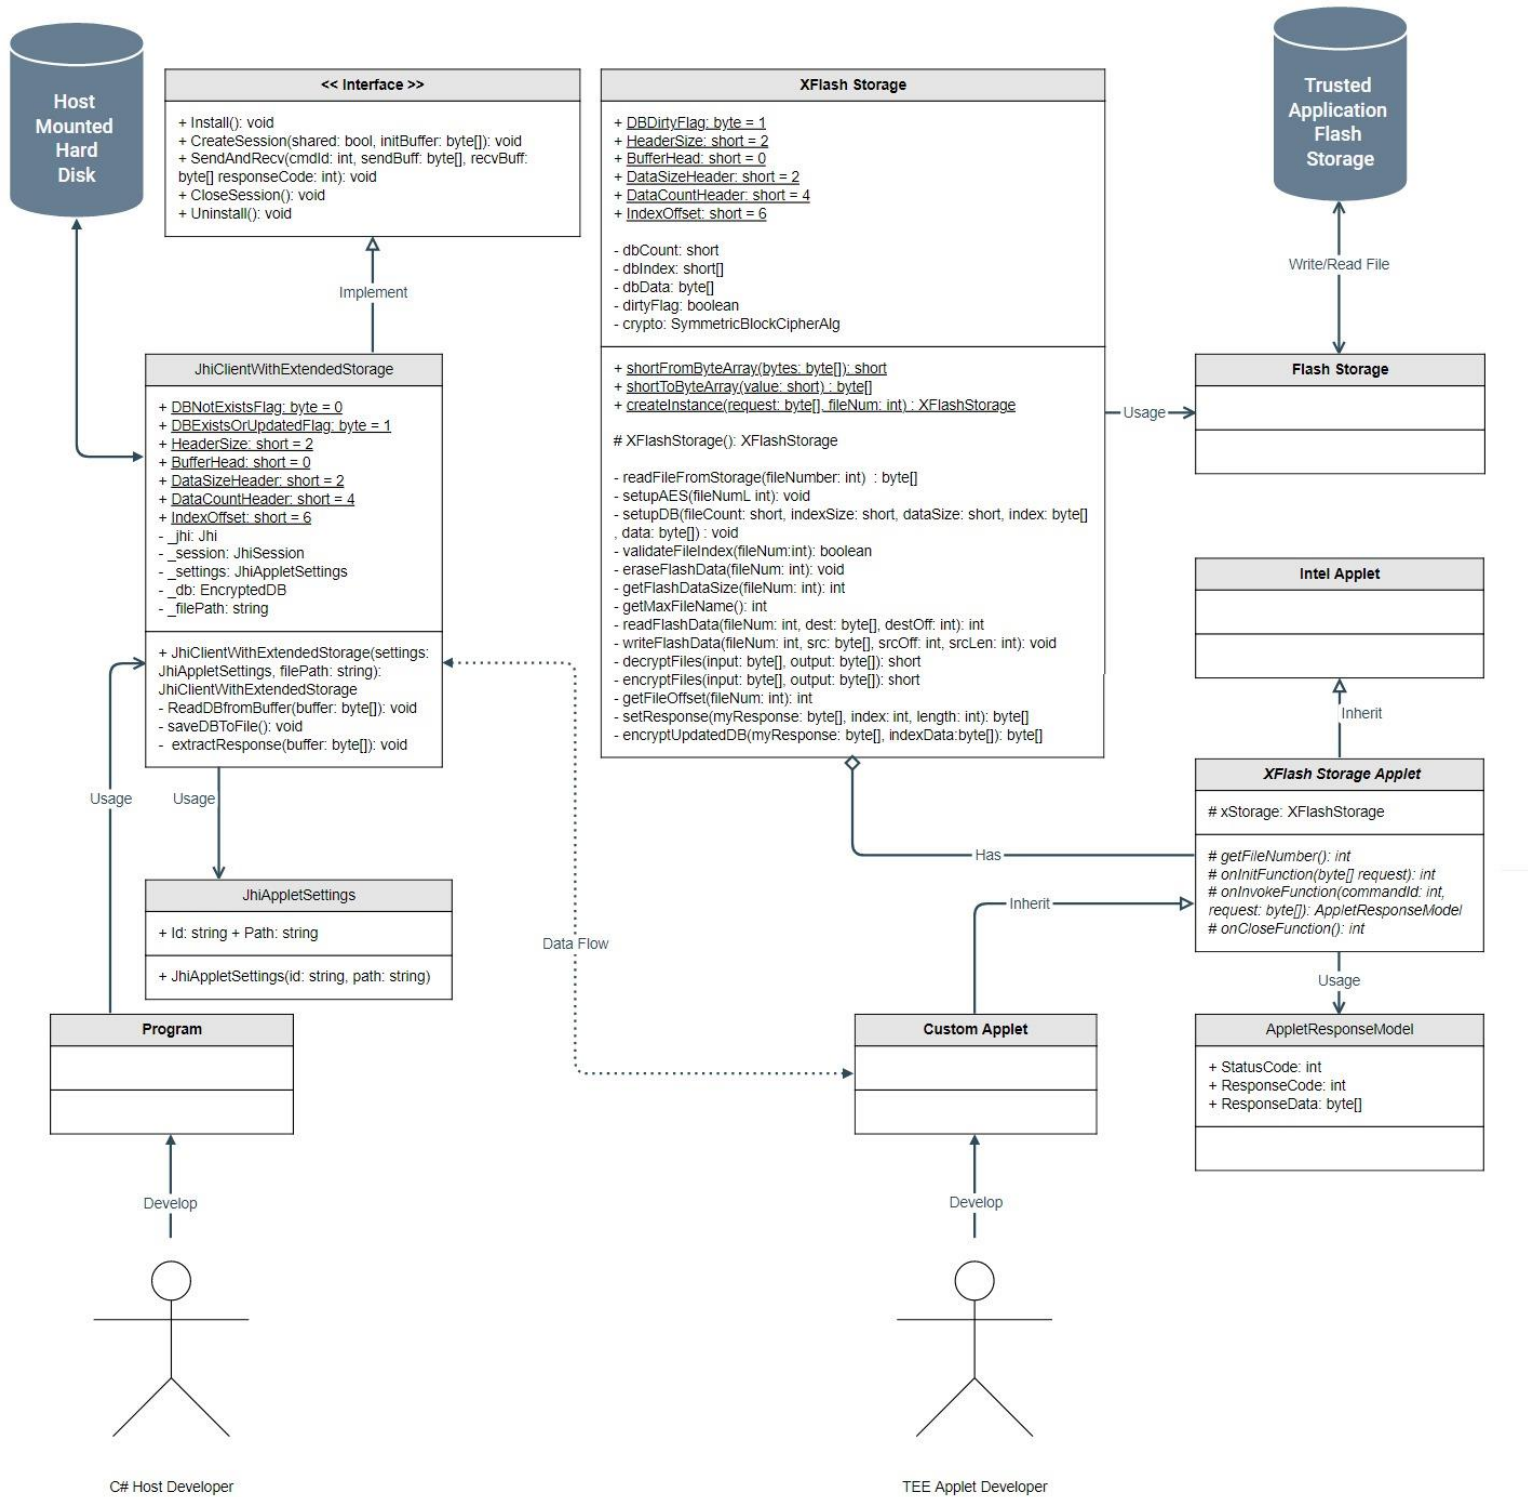 Host
Mounted
Hard
Disk
<< Interface >>
+ Install(): void
+ CreateSession(shared: bool, initBuffer: byte[]): void
+ SendAndRecv(cmdId: int, sendBuff: byte[], recvBuff:
byte[] responseCode: int): void
+ CloseSession(): void
+ Uninstall(): void
Implement
XFlash Storage
+ DBDirtyFlag: byte = 1
+ HeaderSize: short = 2
+ BufferHead: short = 0
+ DataSizeHeader: short = 2
+ DataCountHeader: short = 4
+ IndexOffset: short = 6
- dbCount: short
- dbIndex: short[]
- dbData: byte[]
- dirtyFlag: boolean
- crypto: SymmetricBlockCipherAlg
+ shortFromByteArray(bytes: byte[]): short
+ shortToByteArray(value: short) : byte[]
+ createInstance(request: byte[], fileNum: int) : XFlashStorage
# XFlashStorage(): XFlashStorage
- readFileFromStorage(fileNumber: int)  : byte[]
- setupAES(fileNumL int): void
- setupDB(fileCount: short, indexSize: short, dataSize: short, index: byte[]
, data: byte[]) : void
- validateFileIndex(fileNum:int): boolean
- eraseFlashData(fileNum: int): void
- getFlashDataSize(fileNum: int): int
- getMaxFileName(): int
- readFlashData(fileNum: int, dest: byte[], destOff: int): int
- writeFlashData(fileNum: int, src: byte[], srcOff: int, srcLen: int): void
- decryptFiles(input: byte[], output: byte[]): short
- encryptFiles(input: byte[], output: byte[]): short
- getFileOffset(fileNum: int): int
- setResponse(myResponse: byte[], index: int, length: int): byte[]
- encryptUpdatedDB(myResponse: byte[], indexData:byte[]): byte[]
Trusted
Application
Flash
Storage
Write/Read File
Usage
Flash Storage
JhiClientWithExtendedStorage
+ DBNotExistsFlag: byte = 0
+ DBExistsOrUpdatedFlag: byte = 1
+ HeaderSize: short = 2
+ BufferHead: short = 0
+ DataSizeHeader: short = 2
+ DataCountHeader: short = 4
+ IndexOffset: short = 6
- _jhi: Jhi
- _session: JhiSession
- _settings: JhiAppletSettings
- _db: EncryptedDB
- _filePath: string
+ JhiClientWithExtendedStorage(settings:
JhiAppletSettings, filePath: string):
JhiClientWithExtendedStorage
- ReadDBfromBuffer(buffer: byte[]): void
- saveDBToFile(): void
-  extractResponse(buffer: byte[]): void
Usage
Usage
JhiAppletSettings
+ Id: string + Path: string
+ JhiAppletSettings(id: string, path: string)
Intel Applet
Inherit
XFlash Storage Applet
# xStorage: XFlashStorage
# getFileNumber(): int
# onInitFunction(byte[] request): int
# onInvokeFunction(commandId: int,
request: byte[]): AppletResponseModel
# onCloseFunction(): int
Has
Inherit
Data Flow
Usage
Program
Custom Applet
AppletResponseModel
+ StatusCode: int
+ ResponseCode: int
+ ResponseData: byte[]
Develop
Develop
C# Host Developer
TEE Applet Developer